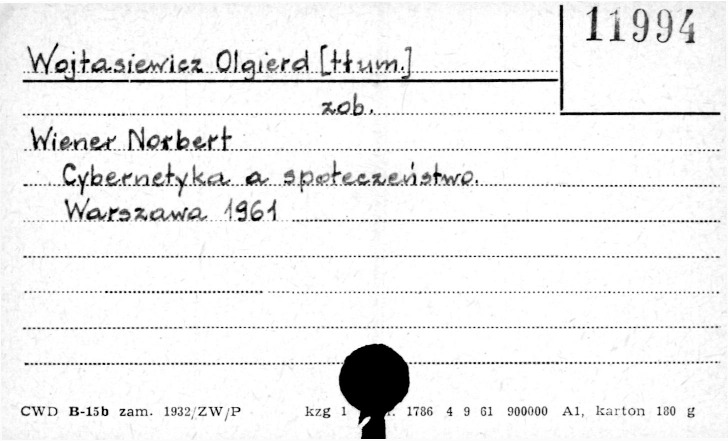 11994
Wojtasiewicz Olgierd [tłum.]
zob.
Wiener Norbert
Cybernetyka a społeczeństwo.
Warszawa 1961
CWD B-15b zam. 1932/ZW/P kzg 1 1786 4 9 61 900000 A1, karton 180 g